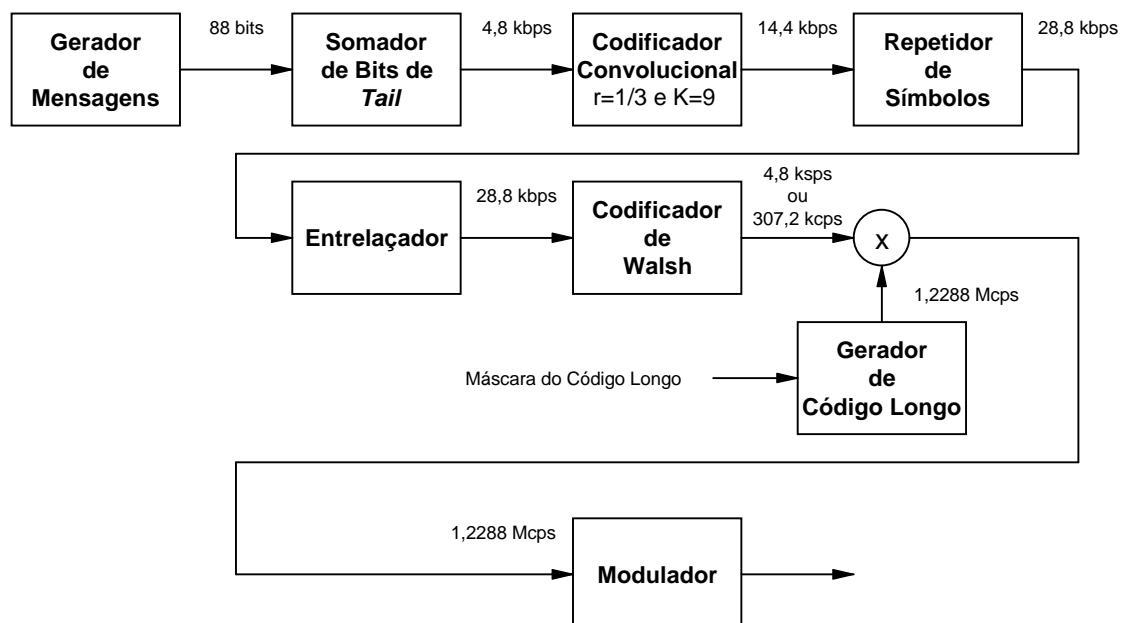 Gerador
de
Mensagens
88 bits
Somador
de Bits de
Tail
4,8 kbps
Codificador
Convolucional
r=1/3 e K=9
14,4 kbps
Repetidor
de
Símbolos
28,8 kbps
Entrelaçador
28,8 kbps
Codificador
de
Walsh
4,8 ksps
ou
307,2 kcps
x
1,2288 Mcps
Gerador
de
Código Longo
Máscara do Código Longo
1,2288 Mcps
Modulador